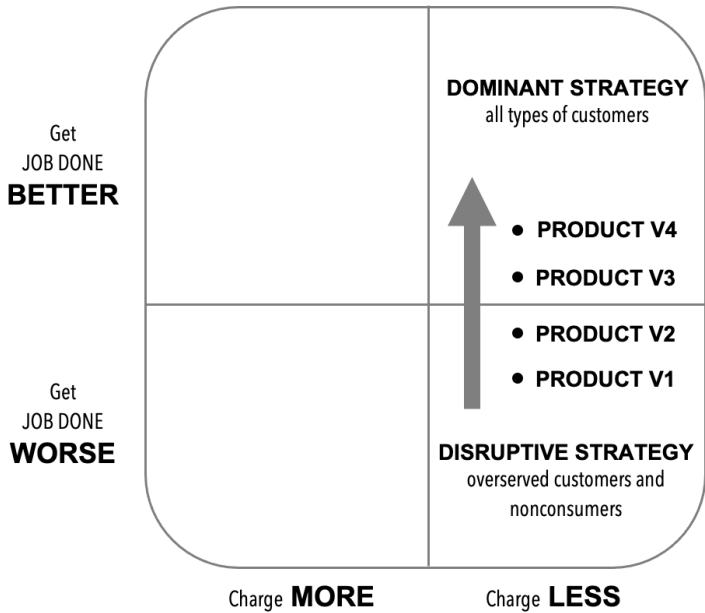 DOMINANT STRATEGY
all types of customers
Get
JOB DONE
BETTER
• PRODUCT V4
• PRODUCT V3
• PRODUCT V2
• PRODUCT V1
Get
JOB DONE
WORSE
DISRUPTIVE STRATEGY
overserved customers and
nonconsumers
Charge MORE
Charge LESS